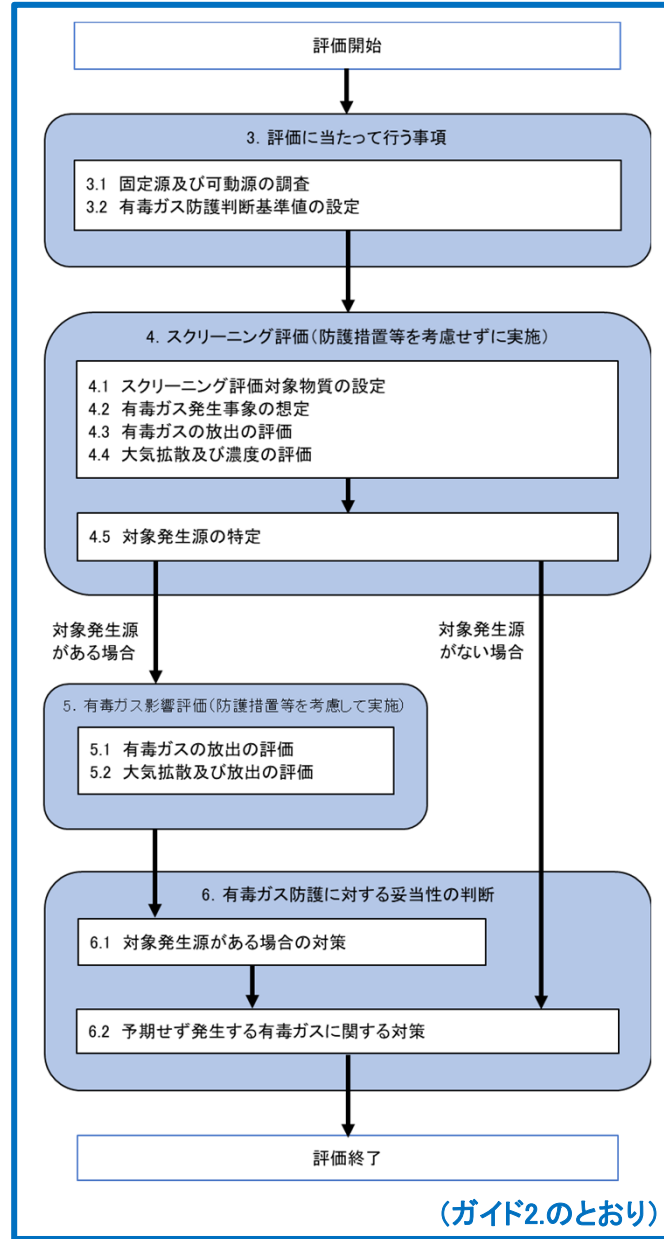 評価開始
3. 評価に当たって行う事項
3.1 固定源及び可動源の調査
3.2 有毒ガス防護判断基準値の設定
4. スクリーニング評価(防護措置等を考慮せずに実施)
4.1 スクリーニング評価対象物質の設定
4.2 有毒ガス発生事象の想定
4.3 有毒ガスの放出の評価
4.4 大気拡散及び濃度の評価
4.5 対象発生源の特定
対象発生源
がある場合
対象発生源
がない場合
5. 有毒ガス影響評価(防護措置等を考慮して実施)
5.1 有毒ガスの放出の評価
5.2 大気拡散及び放出の評価
6. 有毒ガス防護に対する妥当性の判断
6.1 対象発生源がある場合の対策
6.2 予期せず発生する有毒ガスに関する対策
評価終了
(ガイド2.のとおり)